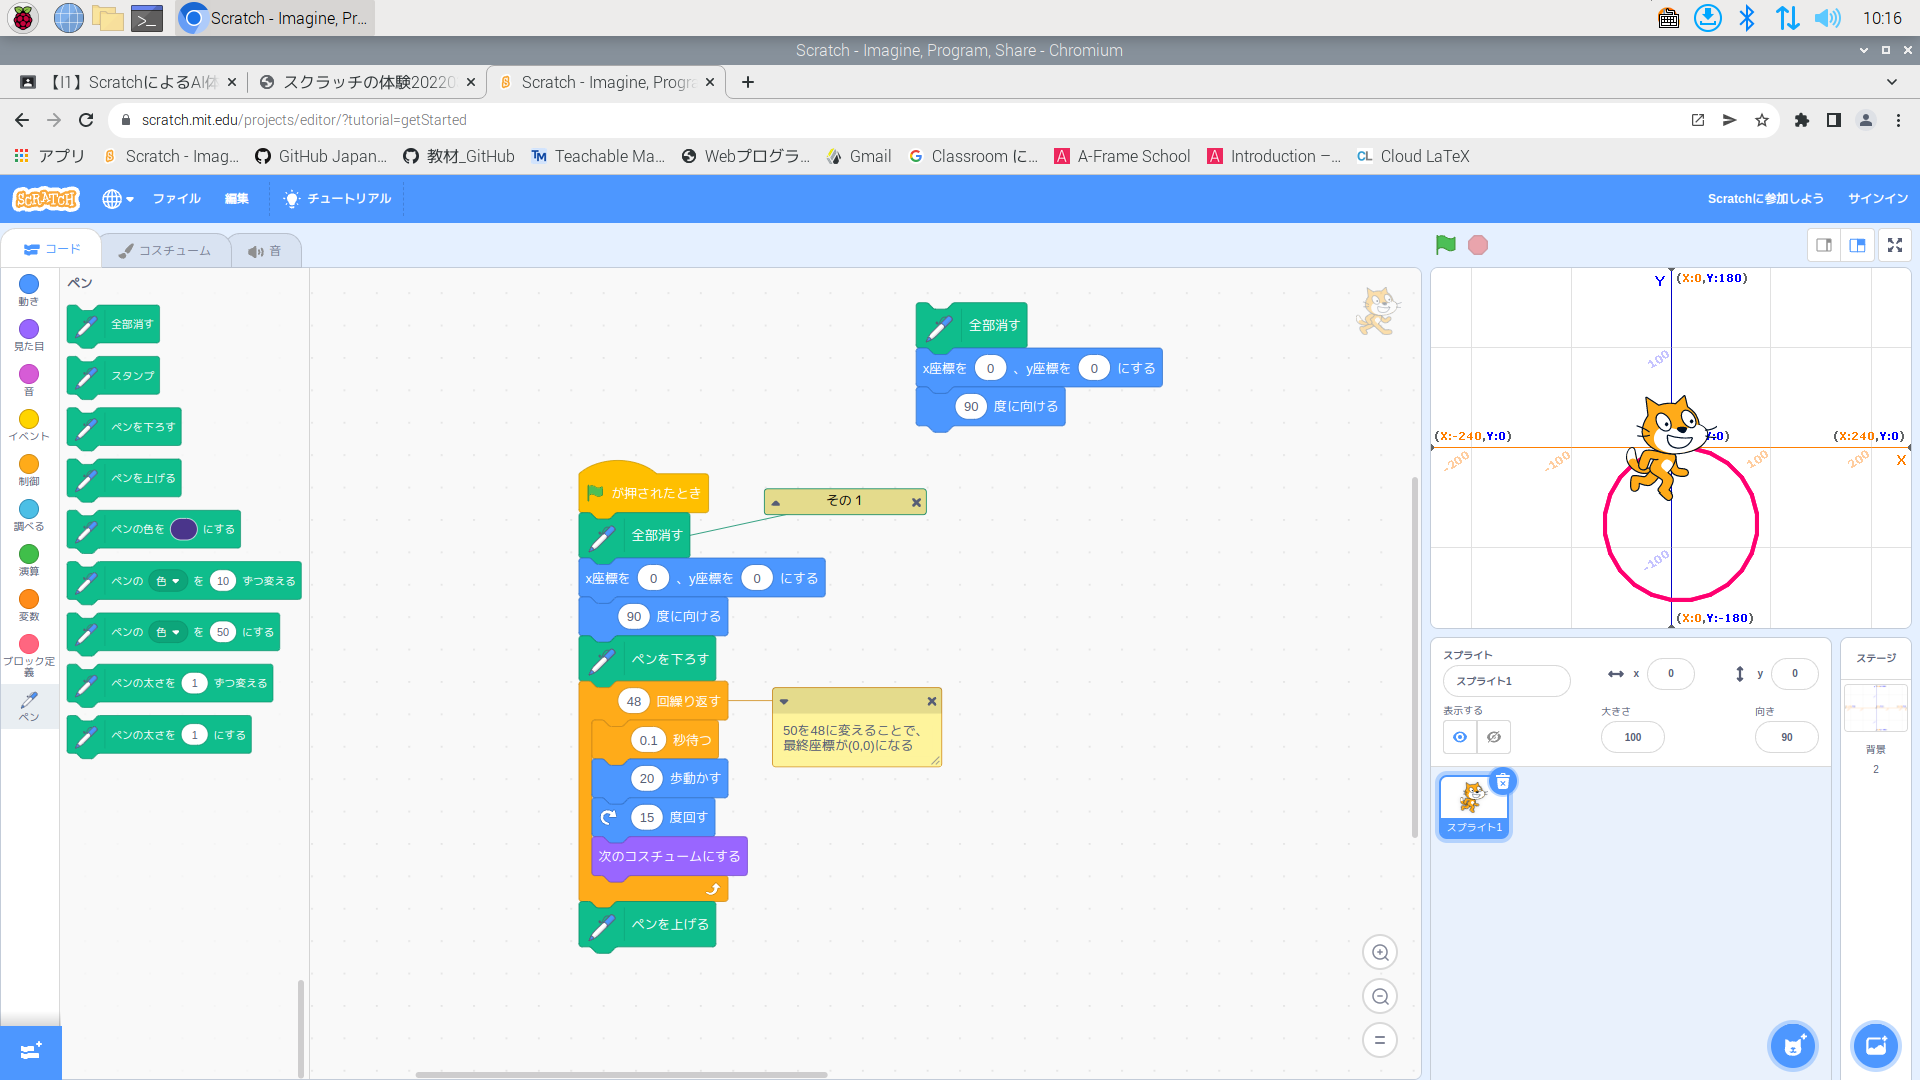 Scratch - Imagine, Pr...
10:16
Scratch - Imagine, Program, Share - Chromium
【I1】ScratchによるAI体
スクラッチの体験20220
Scratch - Imagine, Progra
scratch.mit.edu/projects/editor/?tutorial=getStarted
アプリ
Scratch - Imag...
GitHub Japan...
教材_GitHub
Teachable Ma...
Webプログラ...
Gmail
Classroom に...
A-Frame School
Introduction –...
Cloud LaTeX
SCRATCH
ファイル
編集
チュートリアル
Scratchに参加しよう
サインイン
コード
コスチューム
音
動き
見た目
音
イベント
制御
調べる
演算
変数
ブロック定義
ペン
ペン
全部消す
スタンプ
ペンを下ろす
ペンを上げる
ペンの色を にする
ペンの 色 を 10 ずつ変える
ペンの 色 を 50 にする
ペンの太さを 1 ずつ変える
ペンの太さを 1 にする
全部消す
x座標を 0 、y座標を 0 にする
90 度に向ける
が押されたとき
全部消す
x座標を 0 、y座標を 0 にする
90 度に向ける
ペンを下ろす
48 回繰り返す
0.1 秒待つ
20 歩動かす
15 度回す
次のコスチュームにする
ペンを上げる
その 1
50を48に変えることで、
最終座標が(0,0)になる
Y
(X:0,Y:180)
100
(X:-240,Y:0)
(X:240,Y:0)
-200
-100
100
200
X
-100
(X:0,Y:-180)
スプライト
スプライト1
x 0
y 0
表示する
大きさ
100
向き
90
スプライト1
ステージ
背景
2